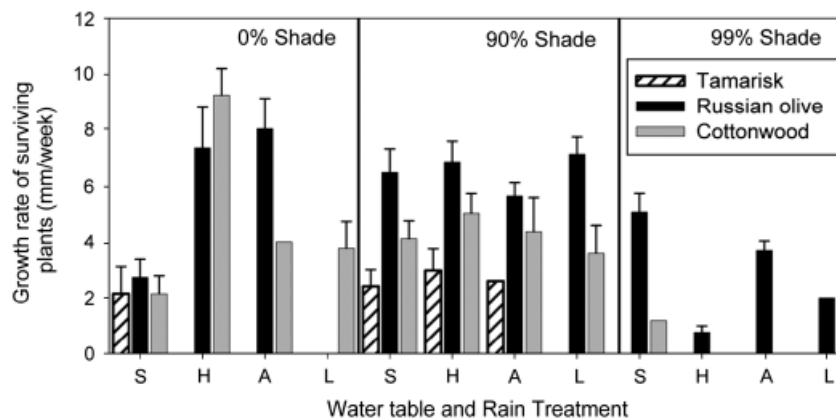 12
10
8
6
4
2
0
Growth rate of surviving
plants (mm/week)
0% Shade
90% Shade
99% Shade
Tamarisk
Russian olive
Cottonwood
S H A L S H A L S H A L
Water table and Rain Treatment